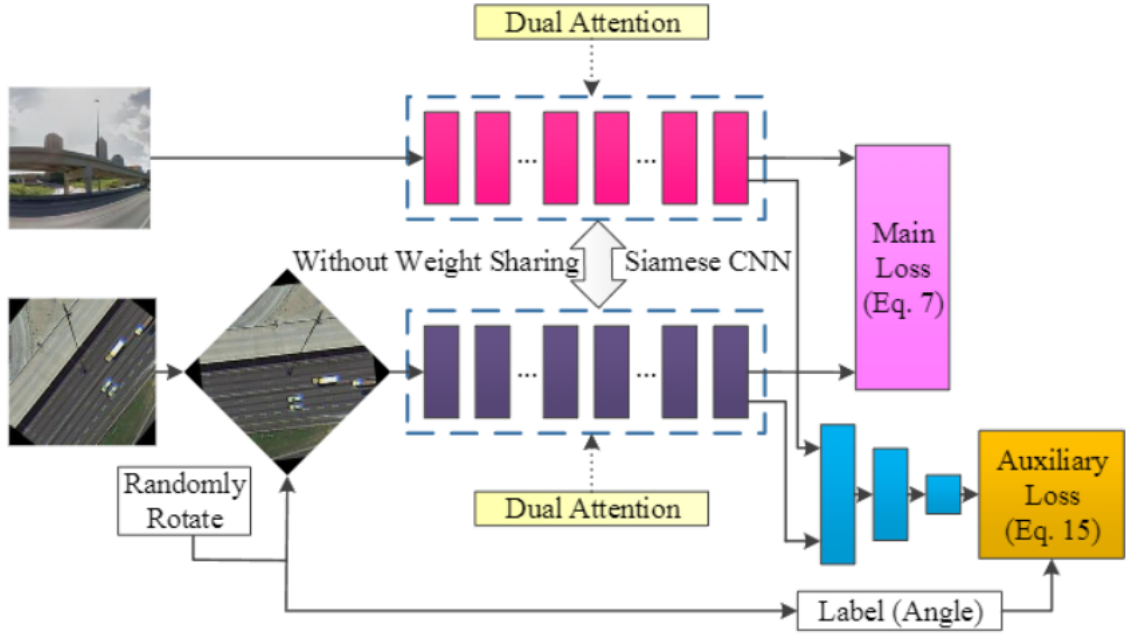 Dual Attention
...
...
Without Weight Sharing
Siamese CNN
Main
Loss
(Eq. 7)
...
...
Randomly
Rotate
Dual Attention
Auxiliary
Loss
(Eq. 15)
Label (Angle)